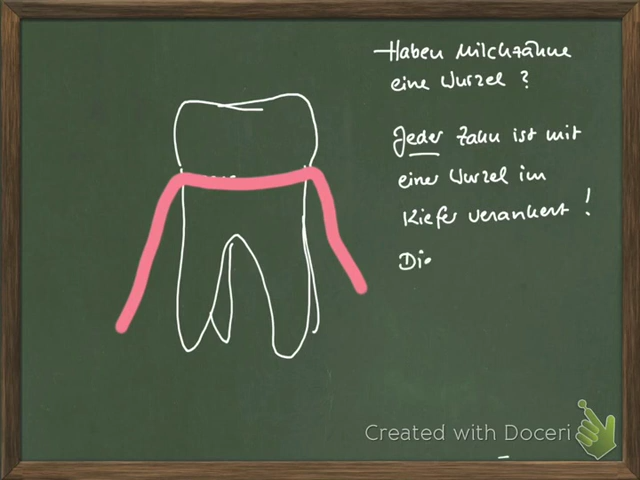 - Haben Milchzähne
eine Wurzel ?
Jeder Zahn ist mit
einer Wurzel im
Kiefer verankert !
Die
Created with Doceri